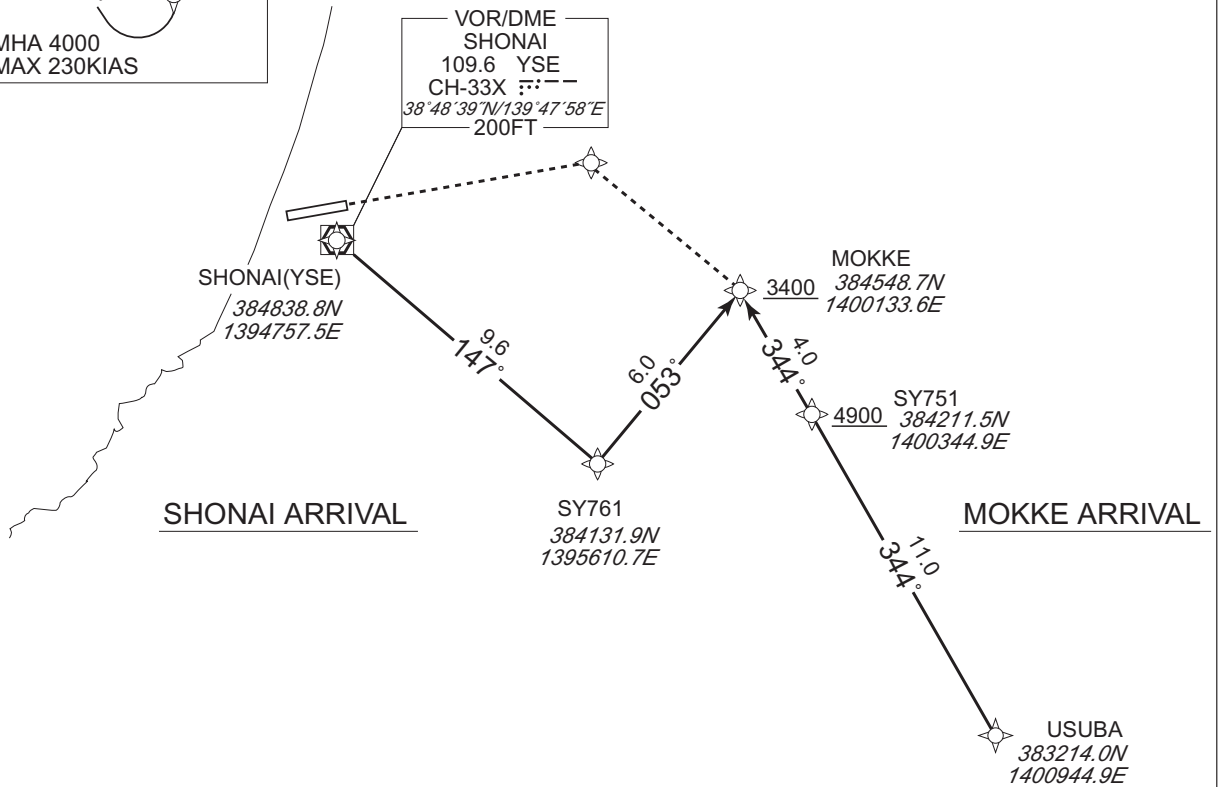 MHA 4000
MAX 230KIAS
VOR/DME
SHONAI
109.6 YSE
CH-33X
38°48′39″N/139°47′58″E
200FT
SHONAI(YSE)
384838.8N
1394757.5E
MOKKE
3400 384548.7N
1400133.6E
9.6
147°
6.0
053°
4.0
344°
SY751
4900 384211.5N
1400344.9E
SHONAI ARRIVAL
SY761
384131.9N
1395610.7E
MOKKE ARRIVAL
11.0
344°
USUBA
383214.0N
1400944.9E